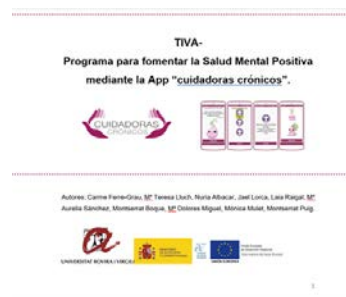 TIVA-
Programa para fomentar la Salud Mental Positiva
mediante la App "cuidadoras crónicos".
CUIDADORAS
CRÓNICOS
Autores: Carme Ferre-Grau, Mª Teresa Lluch, Nuria Albacar, Jael Lorca, Laia Raigal, Mª
Aurelia Sánchez, Montserrat Boqué, Mª Dolores Miguel, Mónica Mulet, Montserrat Puig.
UNIVERSITAT ROVIRA I VIRGILI
UNIÓN EUROPEA